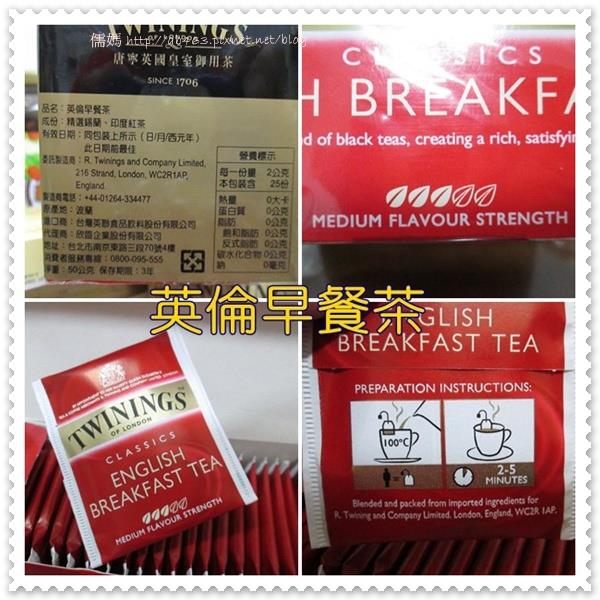 儒媽 http://dj763.pixnet.net/blog
TWININGS
唐寧英國皇室御用茶
SINCE 1706
品名：英倫早餐茶
成份：精選錫蘭、印度紅茶
有效日期：同包裝上所示（日/月/西元年）
此日期前最佳
委託製造商：R. Twinings and Company Limited,
216 Strand, London, WC2R1AP,
England.
製造商電話：+44-01264-334477
原產地：波蘭
進口商：台灣英聯食品飲料股份有限公司
代理商：欣臨企業股份有限公司
地址：台北市南京東路三段70號4樓
消費者服務專線：0800-095-555
淨重：50公克 保存期限：3年
營養標示
每一份量 2公克
本包裝含 25份
熱量 0大卡
蛋白質 0公克
脂肪 0公克
飽和脂肪 0公克
反式脂肪 0公克
碳水化合物 0公克
鈉 0毫克
CLASSICS
H BREAKFA
d of black teas, creating a rich, satisfyin
MEDIUM FLAVOUR STRENGTH
英倫早餐茶
TWININGS
OF LONDON
CLASSICS
ENGLISH
BREAKFAST TEA
MEDIUM FLAVOUR STRENGTH
ENGLISH
BREAKFAST TEA
PREPARATION INSTRUCTIONS:
100°C
=
2-5
MINUTES
Blended and packed from imported ingredients for
R. Twining and Company Limited. London, England, WC2R 1AP.